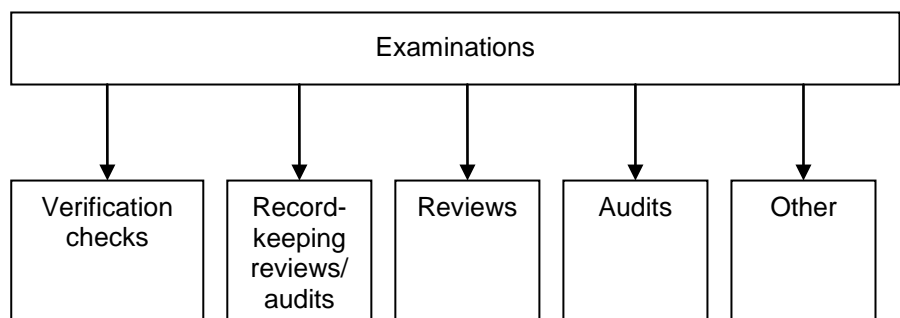 Examinations
Verification
checks
Record-
keeping
reviews/
audits
Reviews
Audits
Other